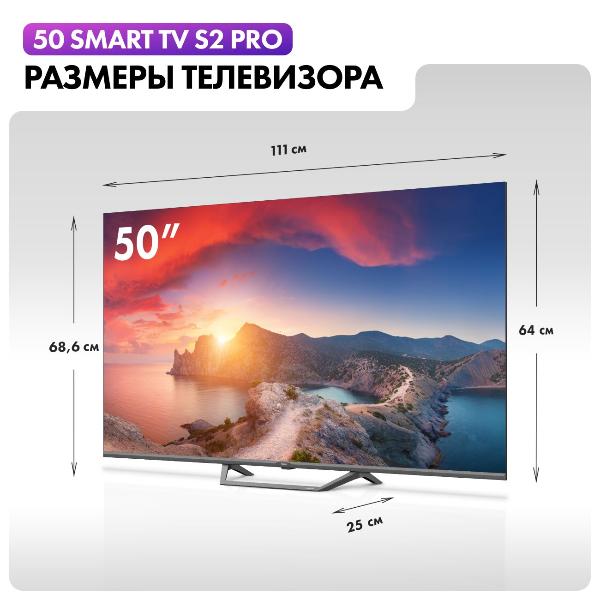 50 SMART TV S2 PRO
РАЗМЕРЫ ТЕЛЕВИЗОРА
111 см
50”
68,6 см
64 см
25 см